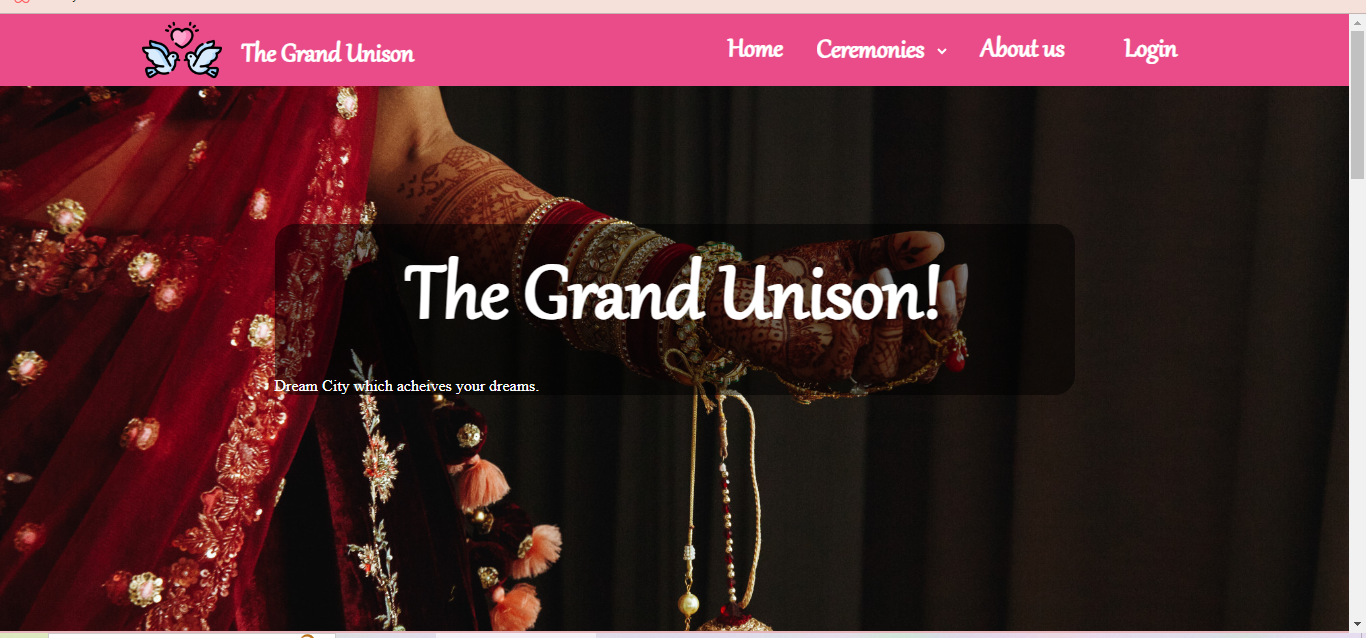 The Grand Unison
Home
Ceremonies
About us
Login
The Grand Unison!
Dream City which acheives your dreams.